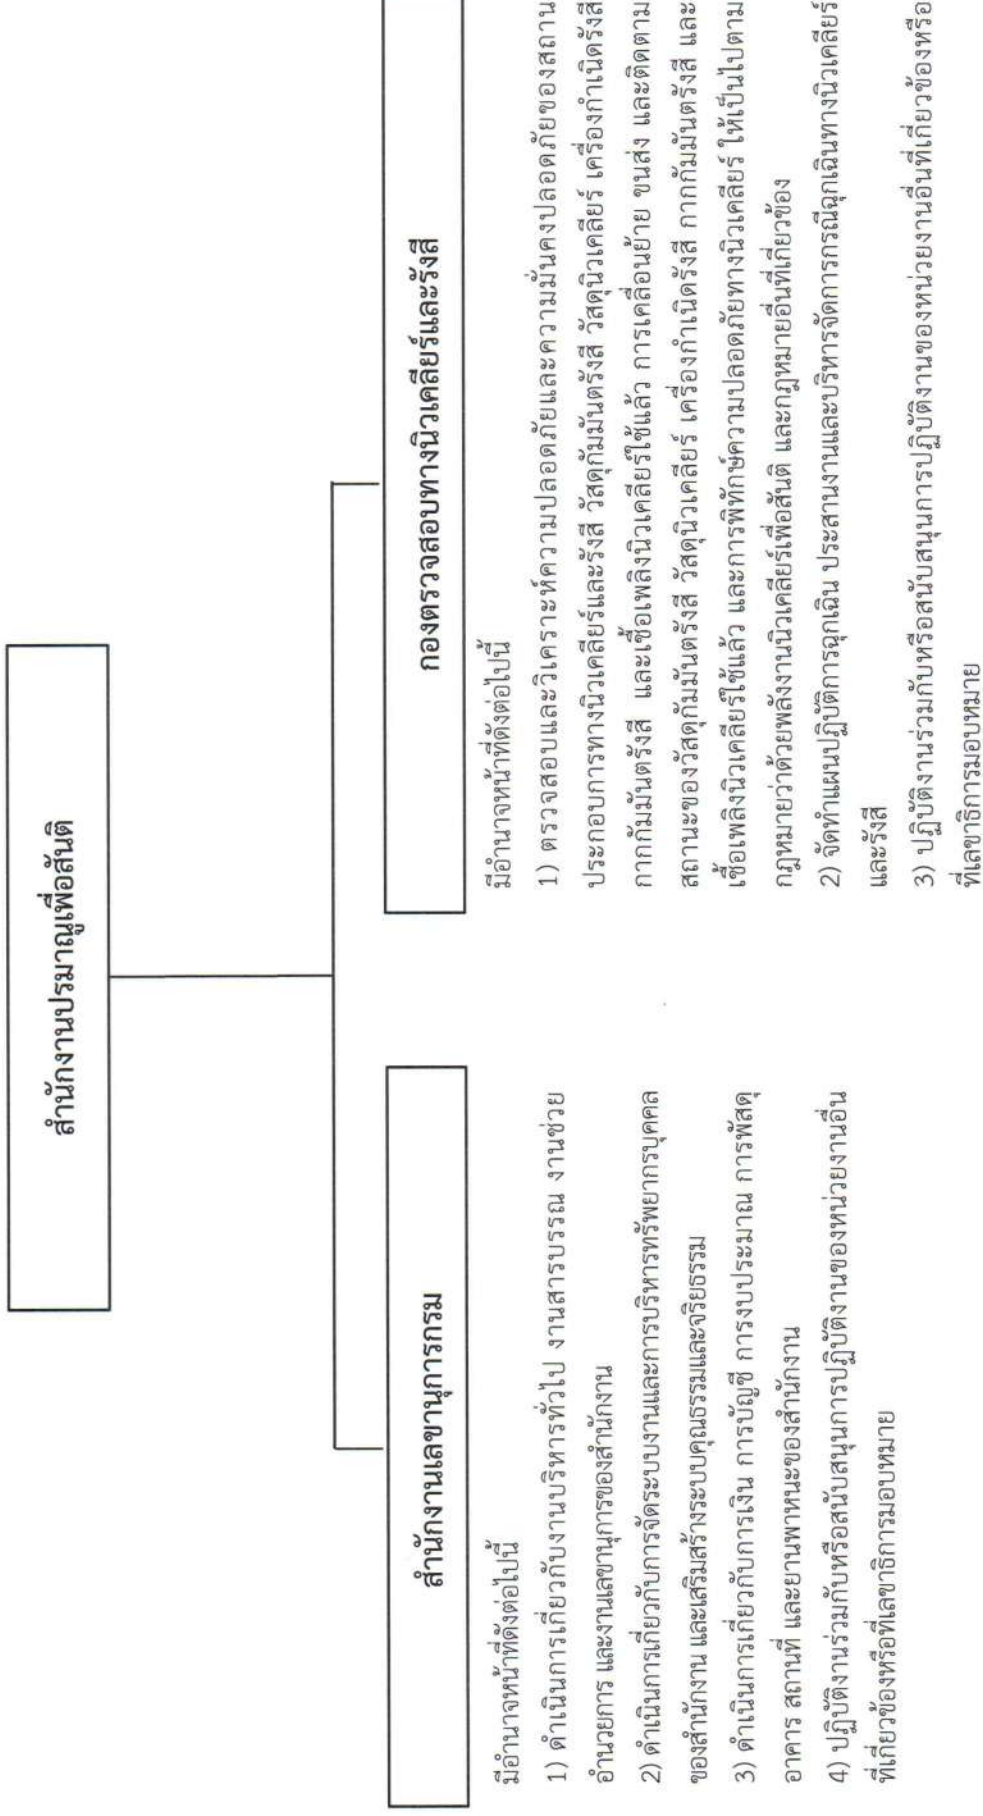 สำนักงานปรมาณูเพื่อสันติ
สำนักงานเลขานุการกรม
มีอำนาจหน้าที่ดังต่อไปนี้
1) ดำเนินการเกี่ยวกับงานบริหารทั่วไป งานสารบรรณ งานช่วย
อำนวยการ และงานเลขานุการของสำนักงาน
2) ดำเนินการเกี่ยวกับการจัดระบบงานและการบริหารทรัพยากรบุคคล
ของสำนักงาน และเสริมสร้างระบบคุณธรรมและจริยธรรม
3) ดำเนินการเกี่ยวกับการเงิน การบัญชี การงบประมาณ การพัสดุ
อาคาร สถานที่ และยานพาหนะของสำนักงาน
4) ปฏิบัติงานร่วมกับหรือสนับสนุนการปฏิบัติงานของหน่วยงานอื่น
ที่เกี่ยวข้องหรือที่เลขาธิการมอบหมาย
กองตรวจสอบทางนิวเคลียร์และรังสี
มีอำนาจหน้าที่ดังต่อไปนี้
1) ตรวจสอบและวิเคราะห์ความปลอดภัยและความมั่นคงปลอดภัยของสถาน
ประกอบการทางนิวเคลียร์และรังสี วัสดุกัมมันตรังสี วัสดุนิวเคลียร์ เครื่องกำเนิดรังสี
กากกัมมันตรังสี และเชื้อเพลิงนิวเคลียร์ใช้แล้ว การเคลื่อนย้าย ขนส่ง และติดตาม
สถานะของวัสดุกัมมันตรังสี วัสดุนิวเคลียร์ เครื่องกำเนิดรังสี กากกัมมันตรังสี และ
เชื้อเพลิงนิวเคลียร์ใช้แล้ว และการพิทักษ์ความปลอดภัยทางนิวเคลียร์ ให้เป็นไปตาม
กฎหมายว่าด้วยพลังงานนิวเคลียร์เพื่อสันติ และกฎหมายอื่นที่เกี่ยวข้อง
2) จัดทำแผนปฏิบัติการฉุกเฉิน ประสานงานและบริหารจัดการกรณีฉุกเฉินทางนิวเคลียร์
และรังสี
3) ปฏิบัติงานร่วมกับหรือสนับสนุนการปฏิบัติงานของหน่วยงานอื่นที่เกี่ยวข้องหรือ
ที่เลขาธิการมอบหมาย